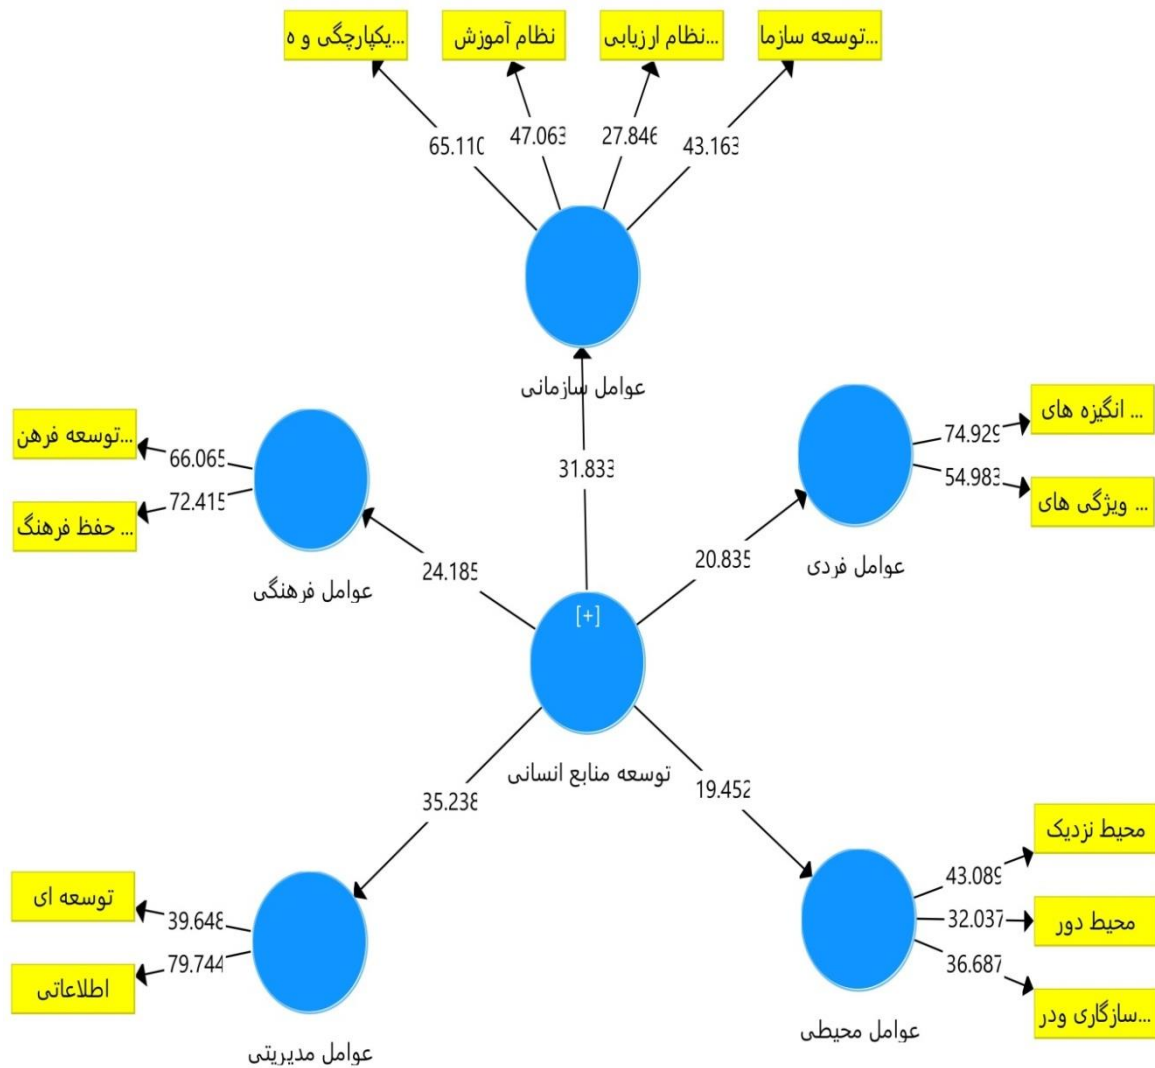 یکپارچگی و ه...
نظام آموزش
نظام ارزیابی...
توسعه سازما...
65.110
47.063
27.846
43.163
عوامل سازمانی
توسعه فرهن...
66.065
حفظ فرهنگ ...
72.415
عوامل فرهنگی
انگیزه های ...
74.929
ویژگی های ...
54.983
عوامل فردی
31.833
24.185
20.835
[+]
توسعه منابع انسانی
35.238
19.452
توسعه ای
39.648
اطلاعاتی
79.744
عوامل مدیریتی
محیط نزدیک
43.089
محیط دور
32.037
سازگاری ودر...
36.687
عوامل محیطی